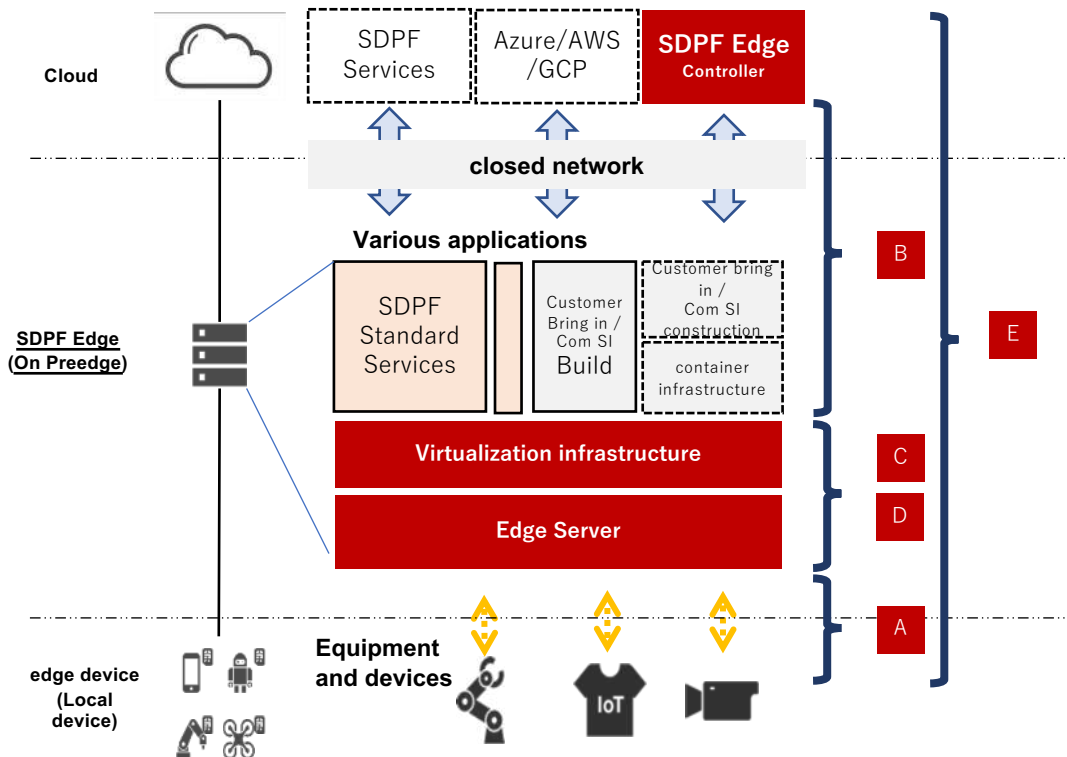 Cloud
SDPF
Services
Azure/AWS
/GCP
SDPF Edge
Controller
closed network
Various applications
SDPF Edge
(On Preedge)
SDPF
Standard
Services
Customer
Bring in /
Com SI
Build
Customer bring
in /
Com SI
construction
container
infrastructure
Virtualization infrastructure
Edge Server
B
E
C
D
A
edge device
(Local
device)
Equipment
and devices
IoT